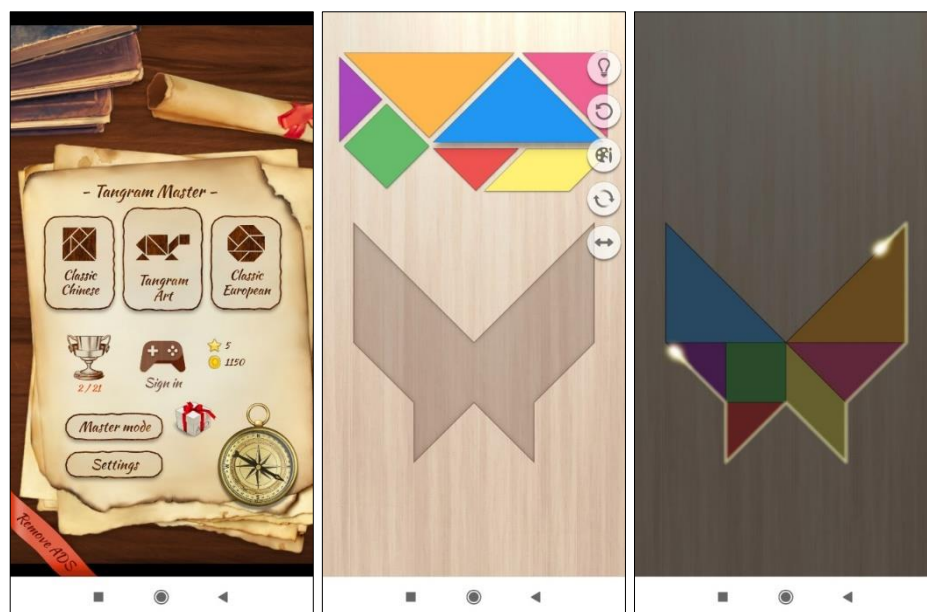 - Tangram Master -
Classic
Chinese
Tangram
Art
Classic
European
2 / 21
Sign in
5
1150
Master mode
Settings
Remove ADS